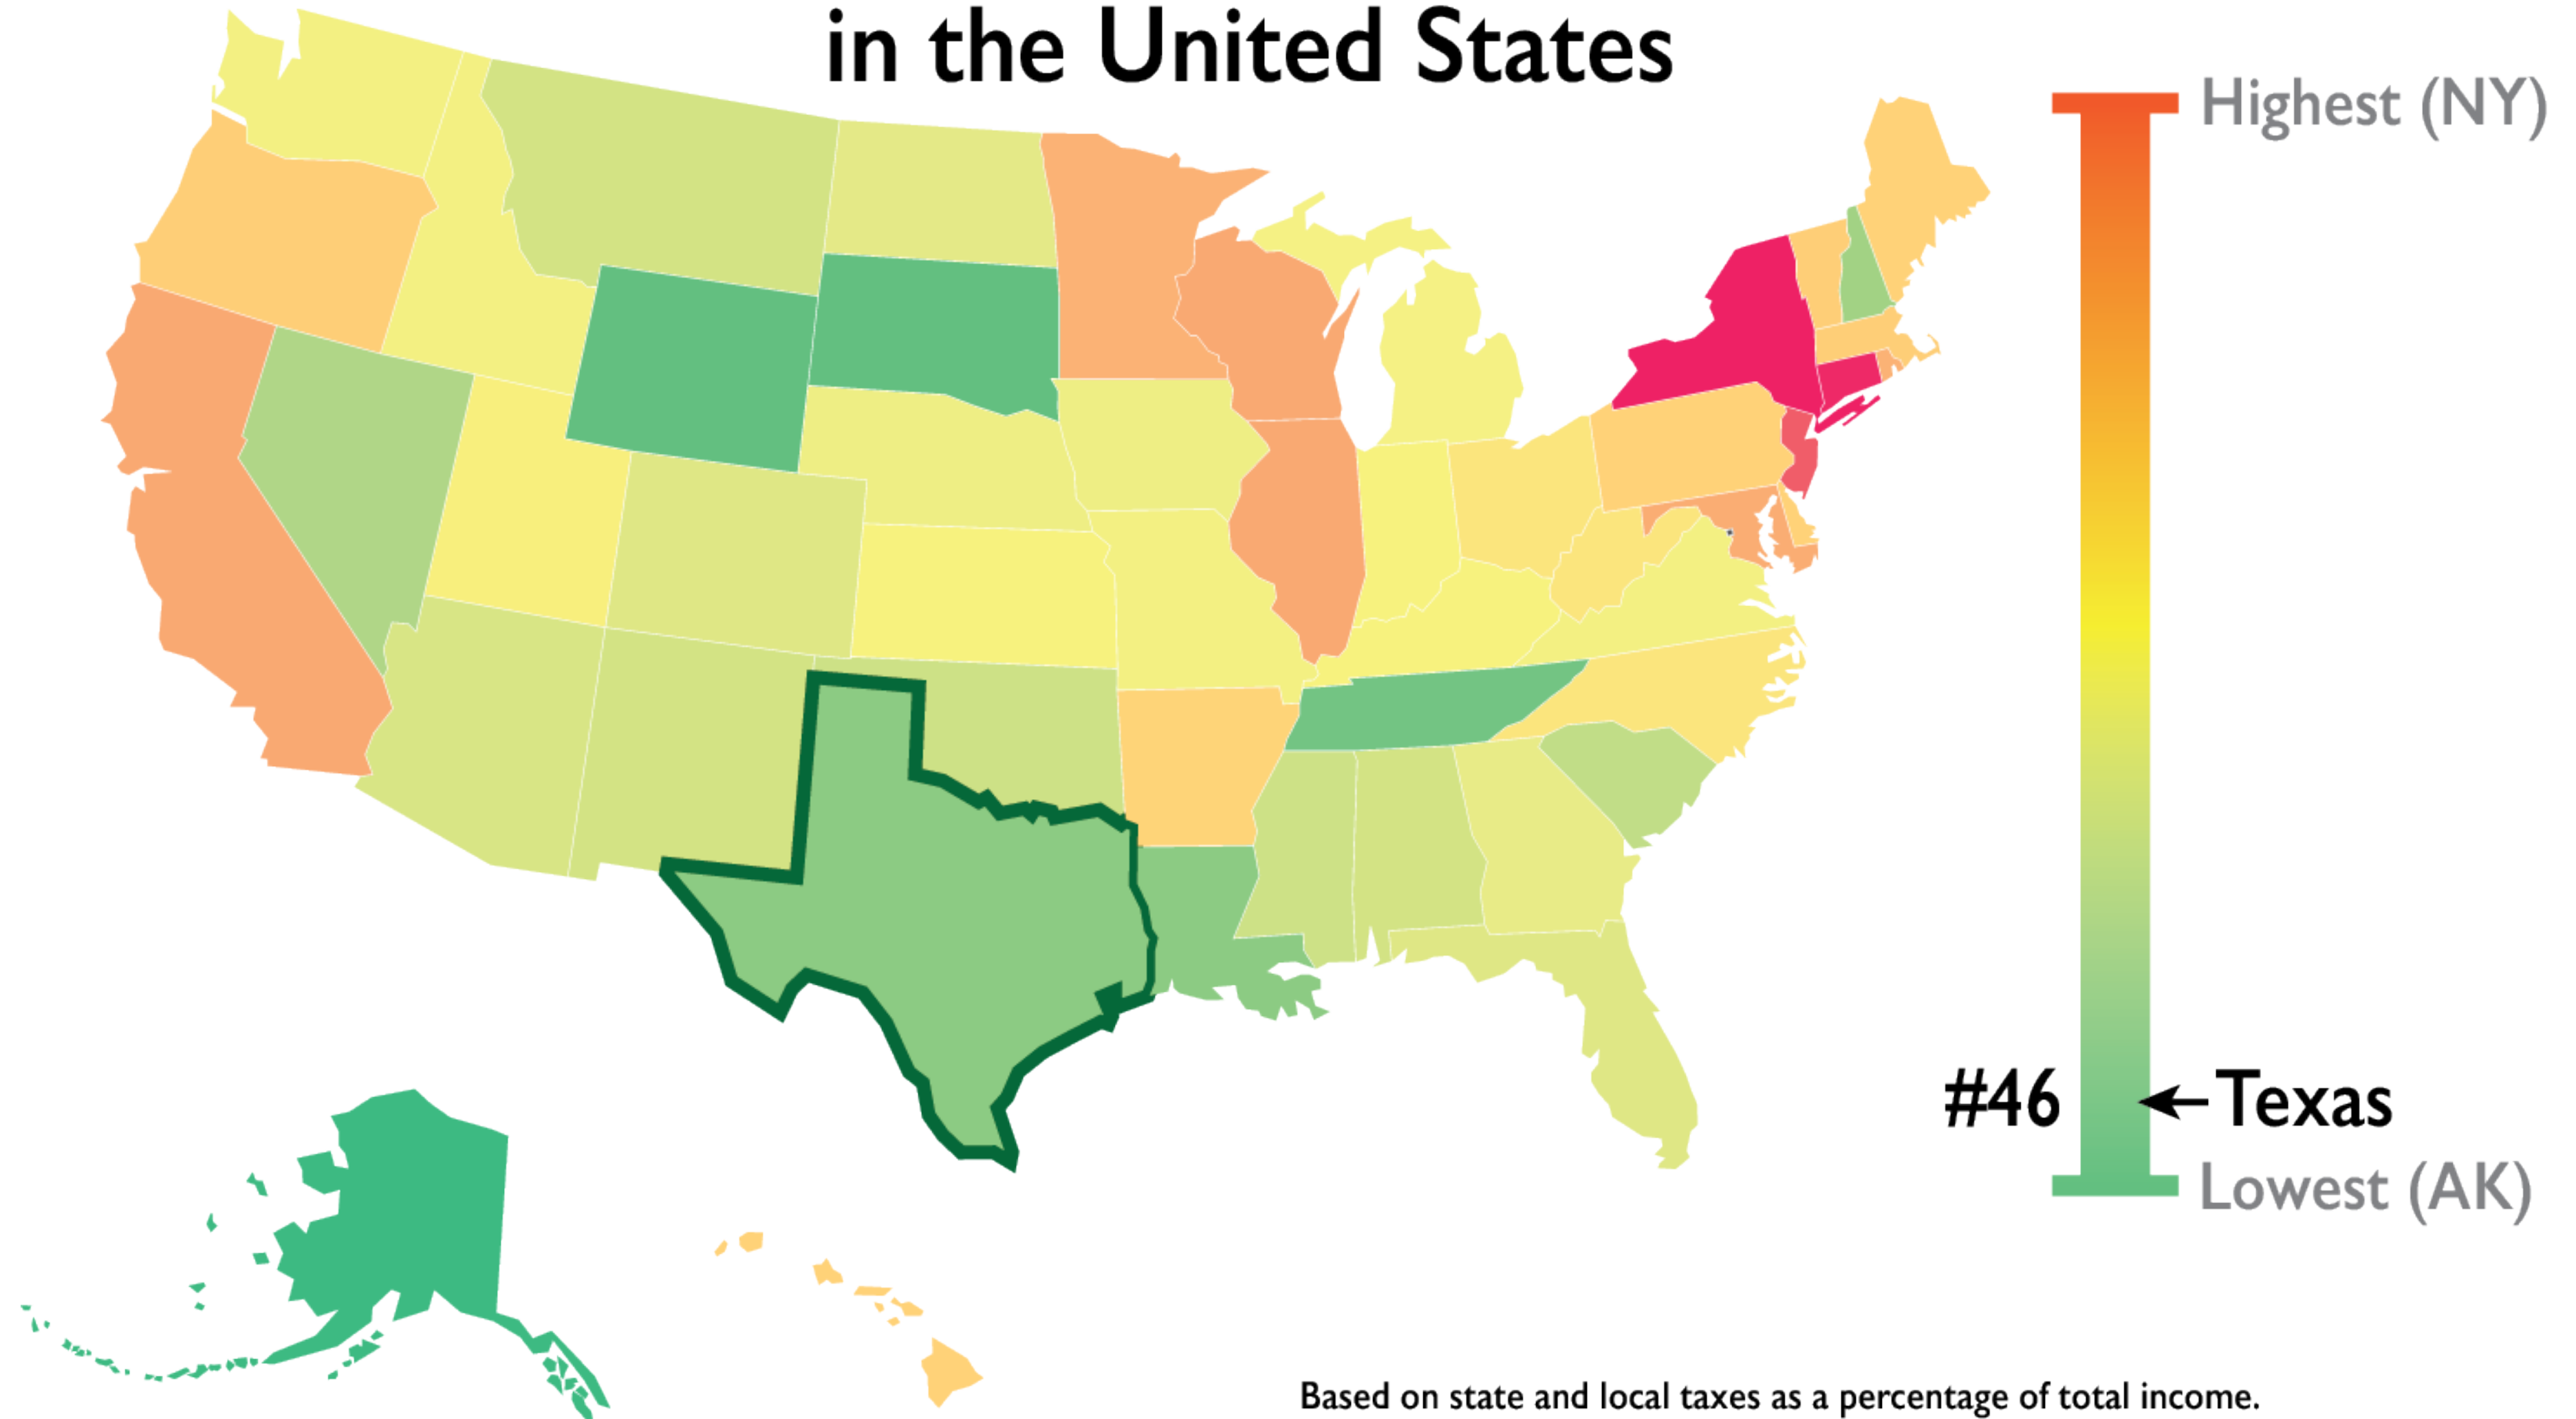 in the United States
Highest (NY)
#46
Texas
Lowest (AK)
Based on state and local taxes as a percentage of total income.